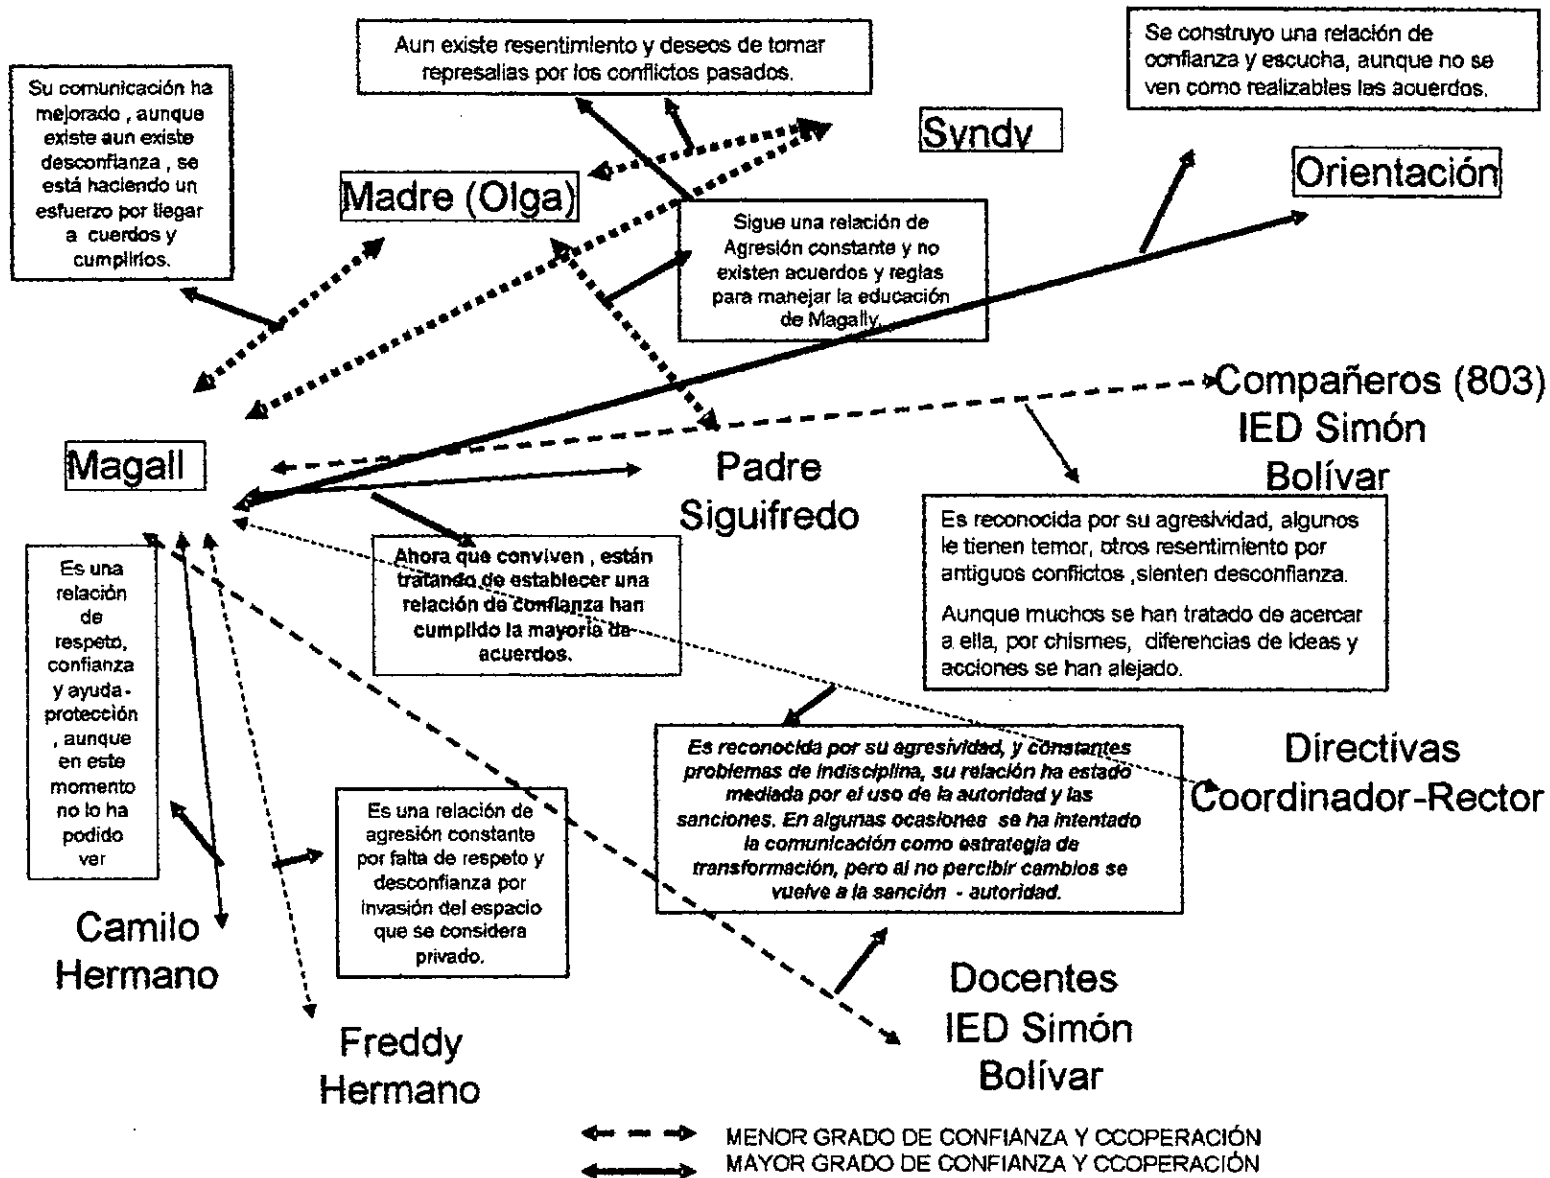 Aun existe resentimiento y deseos de tomar
represalias por los conflictos pasados.
Se construyo una relación de
confianza y escucha, aunque no se
ven como realizables las acuerdos.
Su comunicación ha
mejorado , aunque
existe aun existe
desconfianza , se
está haciendo un
esfuerzo por llegar
a cuerdos y
cumplirlos.
Syndy
Orientación
Madre (Olga)
Sigue una relación de
Agresión constante y no
existen acuerdos y reglas
para manejar la educación
de Magally.
Compañeros (803)
IED Simón
Bolívar
Magall
Padre
Siguifredo
Es reconocida por su agresividad, algunos
le tienen temor, otros resentimiento por
antiguos conflictos ,sienten desconfianza.
Aunque muchos se han tratado de acercar
a ella, por chismes, diferencias de ideas y
acciones se han alejado.
Ahora que conviven , están
tratando de establecer una
relación de confianza han
cumplido la mayoría de
acuerdos.
Es una
relación
de
respeto,
confianza
y ayuda-
protección
, aunque
en este
momento
no lo ha
podido
ver
Es reconocida por su agresividad, y constantes
problemas de indisciplina, su relación ha estado
mediada por el uso de la autoridad y las
sanciones. En algunas ocasiones se ha intentado
la comunicación como estrategia de
transformación, pero al no percibir cambios se
vuelve a la sanción - autoridad.
Directivas
Coordinador-Rector
Es una relación de
agresión constante
por falta de respeto y
desconfianza por
invasión del espacio
que se considera
privado.
Camilo
Hermano
Docentes
IED Simón
Bolívar
Freddy
Hermano
MENOR GRADO DE CONFIANZA Y CCOPERACIÓN
MAYOR GRADO DE CONFIANZA Y CCOPERACIÓN